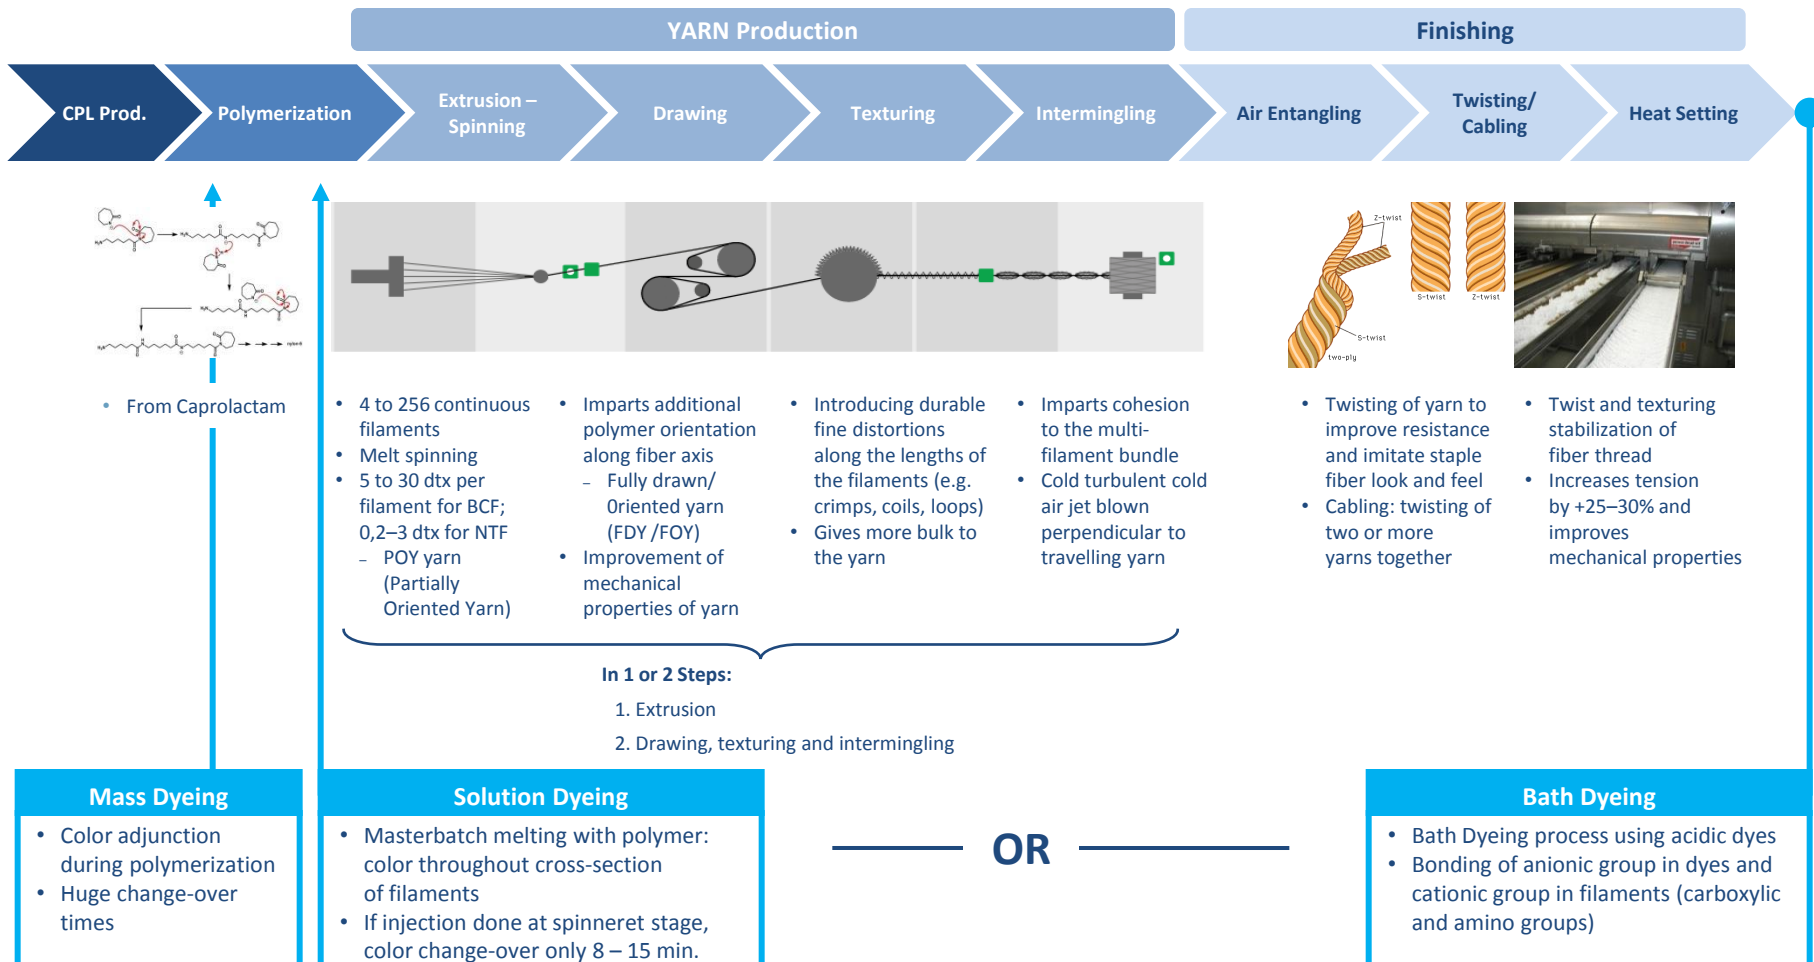 YARN Production
Finishing
CPL Prod.
Polymerization
Extrusion –
Spinning
Drawing
Texturing
Intermingling
Air Entangling
Twisting/
Cabling
Heat Setting
Z-twist
S-twist
two-ply
S-twist
Z-twist
• From Caprolactam
• 4 to 256 continuous
filaments
• Melt spinning
• 5 to 30 dtx per
filament for BCF;
0,2–3 dtx for NTF
– POY yarn
(Partially
Oriented Yarn)
• Imparts additional
polymer orientation
along fiber axis
– Fully drawn/
0riented yarn
(FDY /FOY)
• Improvement of
mechanical
properties of yarn
• Introducing durable
fine distortions
along the lengths of
the filaments (e.g.
crimps, coils, loops)
• Gives more bulk to
the yarn
• Imparts cohesion
to the multi-
filament bundle
• Cold turbulent cold
air jet blown
perpendicular to
travelling yarn
• Twisting of yarn to
improve resistance
and imitate staple
fiber look and feel
• Cabling: twisting of
two or more
yarns together
• Twist and texturing
stabilization of
fiber thread
• Increases tension
by +25–30% and
improves
mechanical properties
In 1 or 2 Steps:
1. Extrusion
2. Drawing, texturing and intermingling
Mass Dyeing
• Color adjunction
during polymerization
• Huge change-over
times
Solution Dyeing
• Masterbatch melting with polymer:
color throughout cross-section
of filaments
• If injection done at spinneret stage,
color change-over only 8 – 15 min.
OR
Bath Dyeing
• Bath Dyeing process using acidic dyes
• Bonding of anionic group in dyes and
cationic group in filaments (carboxylic
and amino groups)